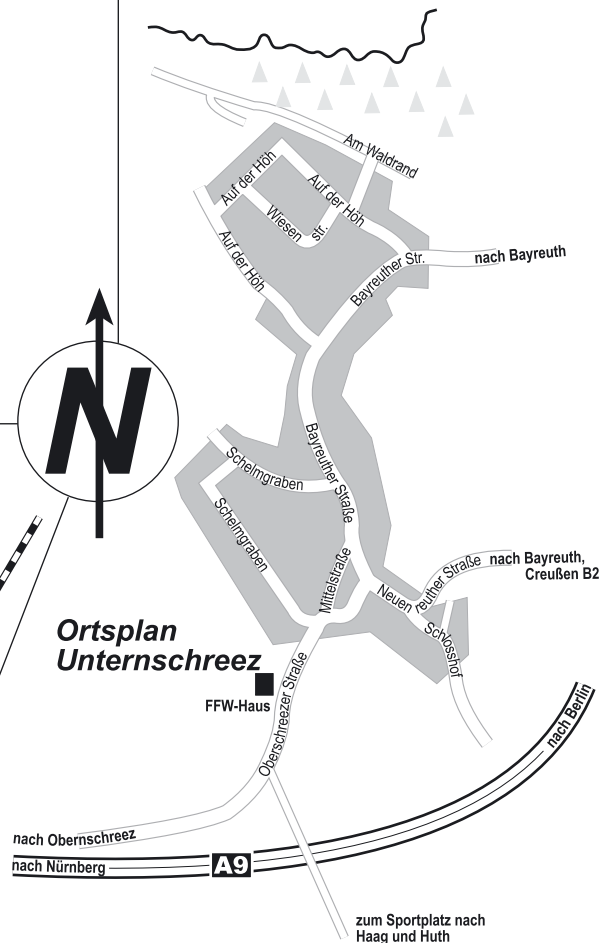 Am Waldrand
Auf der Höh
Auf der Höh
Wiesen
str.
Auf der Höh
Bayreuther Str.
nach Bayreuth
N
Bayreuther Straße
Schelmgraben
Schelmgraben
Mittelstraße
Neuen
reuther Straße
nach Bayreuth,
Creußen B2
Schlosshof
Ortsplan
Unternschreez
FFW-Haus
Oberschreezer Straße
nach Berlin
nach Obernschreez
nach Nürnberg
A9
zum Sportplatz nach
Haag und Huth